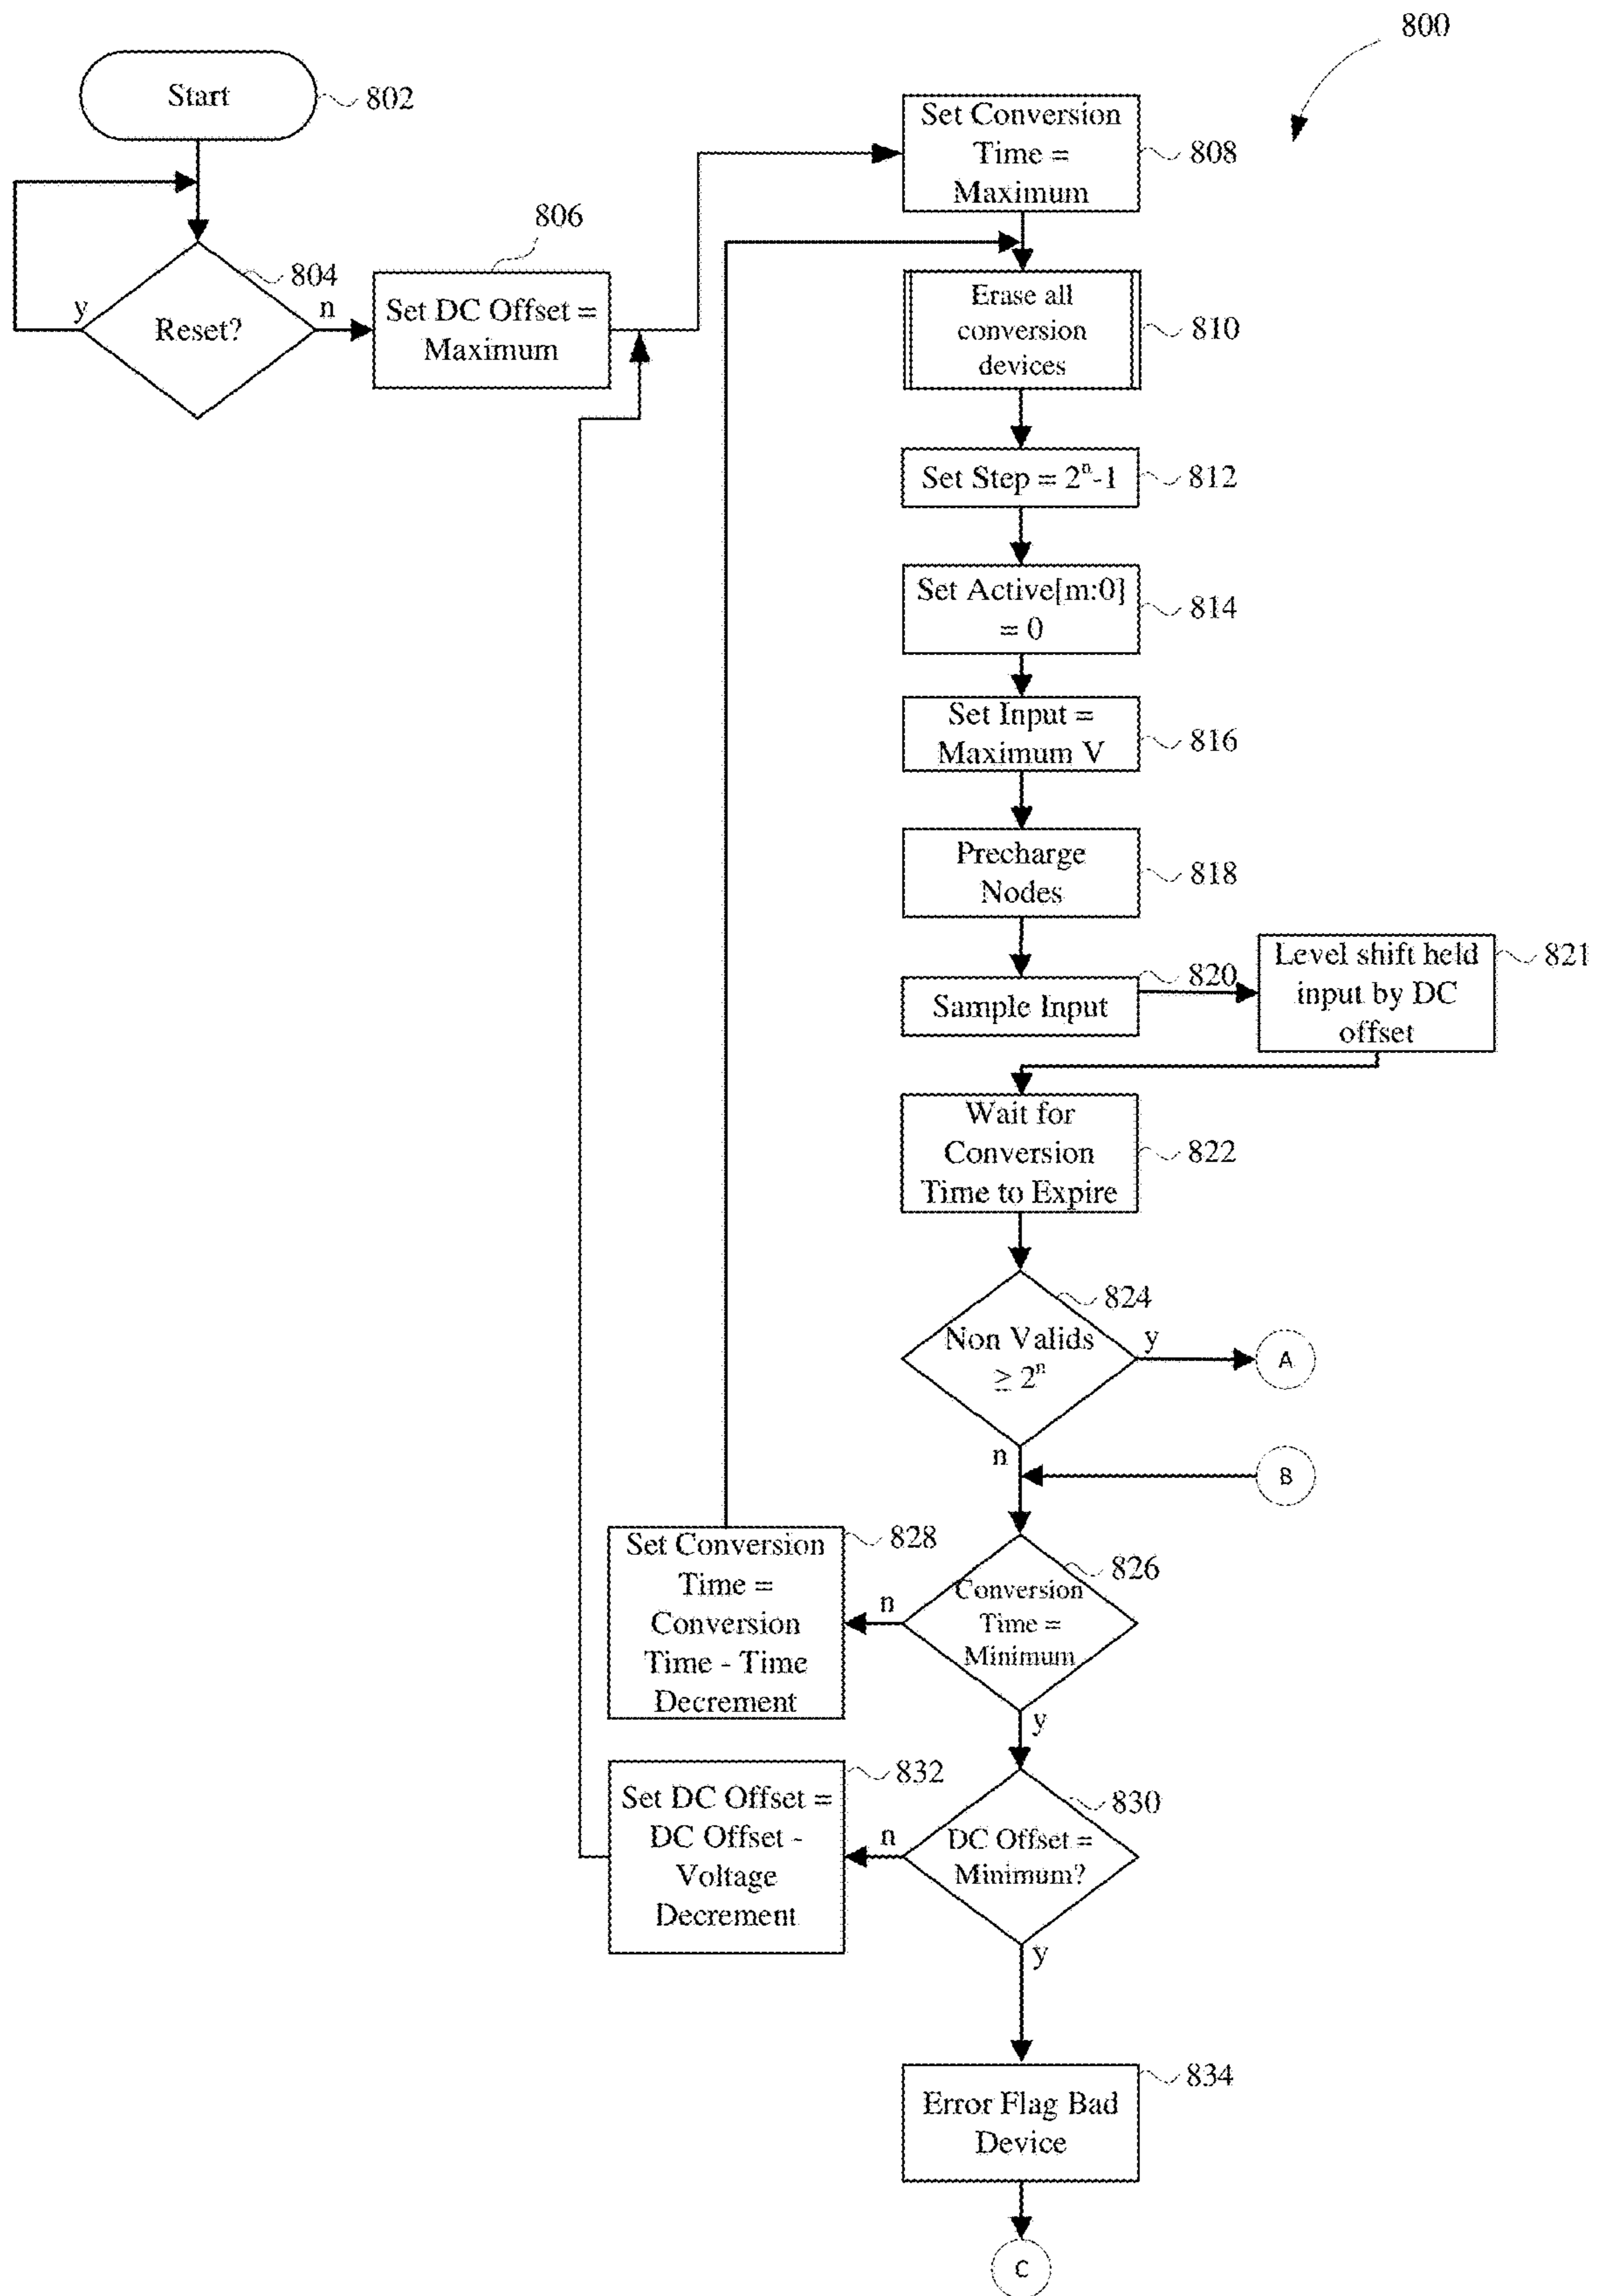 800
Start
802
804
y
n
Reset?
806
Set DC Offset =
Maximum
Set Conversion
Time =
Maximum
808
Erase all
conversion
devices
810
Set Step = 2ⁿ-1
812
Set Active[m:0]
= 0
814
Set Input =
Maximum V
816
Precharge
Nodes
818
820
Sample Input
Level shift held
input by DC
offset
821
Wait for
Conversion
Time to Expire
822
824
Non Valids
≥ 2ⁿ
y
A
n
B
826
Conversion
Time =
Minimum
n
828
Set Conversion
Time =
Conversion
Time - Time
Decrement
y
830
DC Offset =
Minimum?
n
832
Set DC Offset =
DC Offset -
Voltage
Decrement
y
834
Error Flag Bad
Device
C